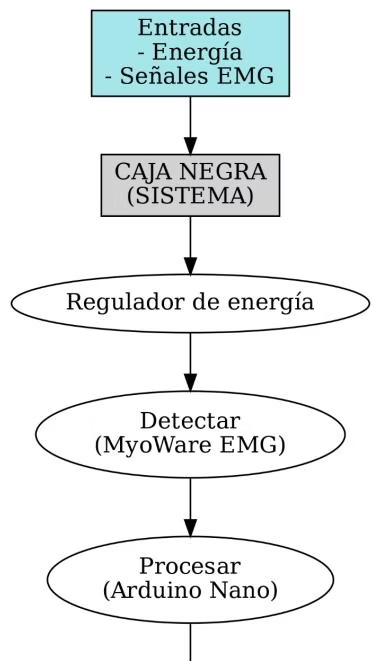 Entradas
- Energía
- Señales EMG
CAJA NEGRA
(SISTEMA)
Regulador de energía
Detectar
(MyoWare EMG)
Procesar
(Arduino Nano)